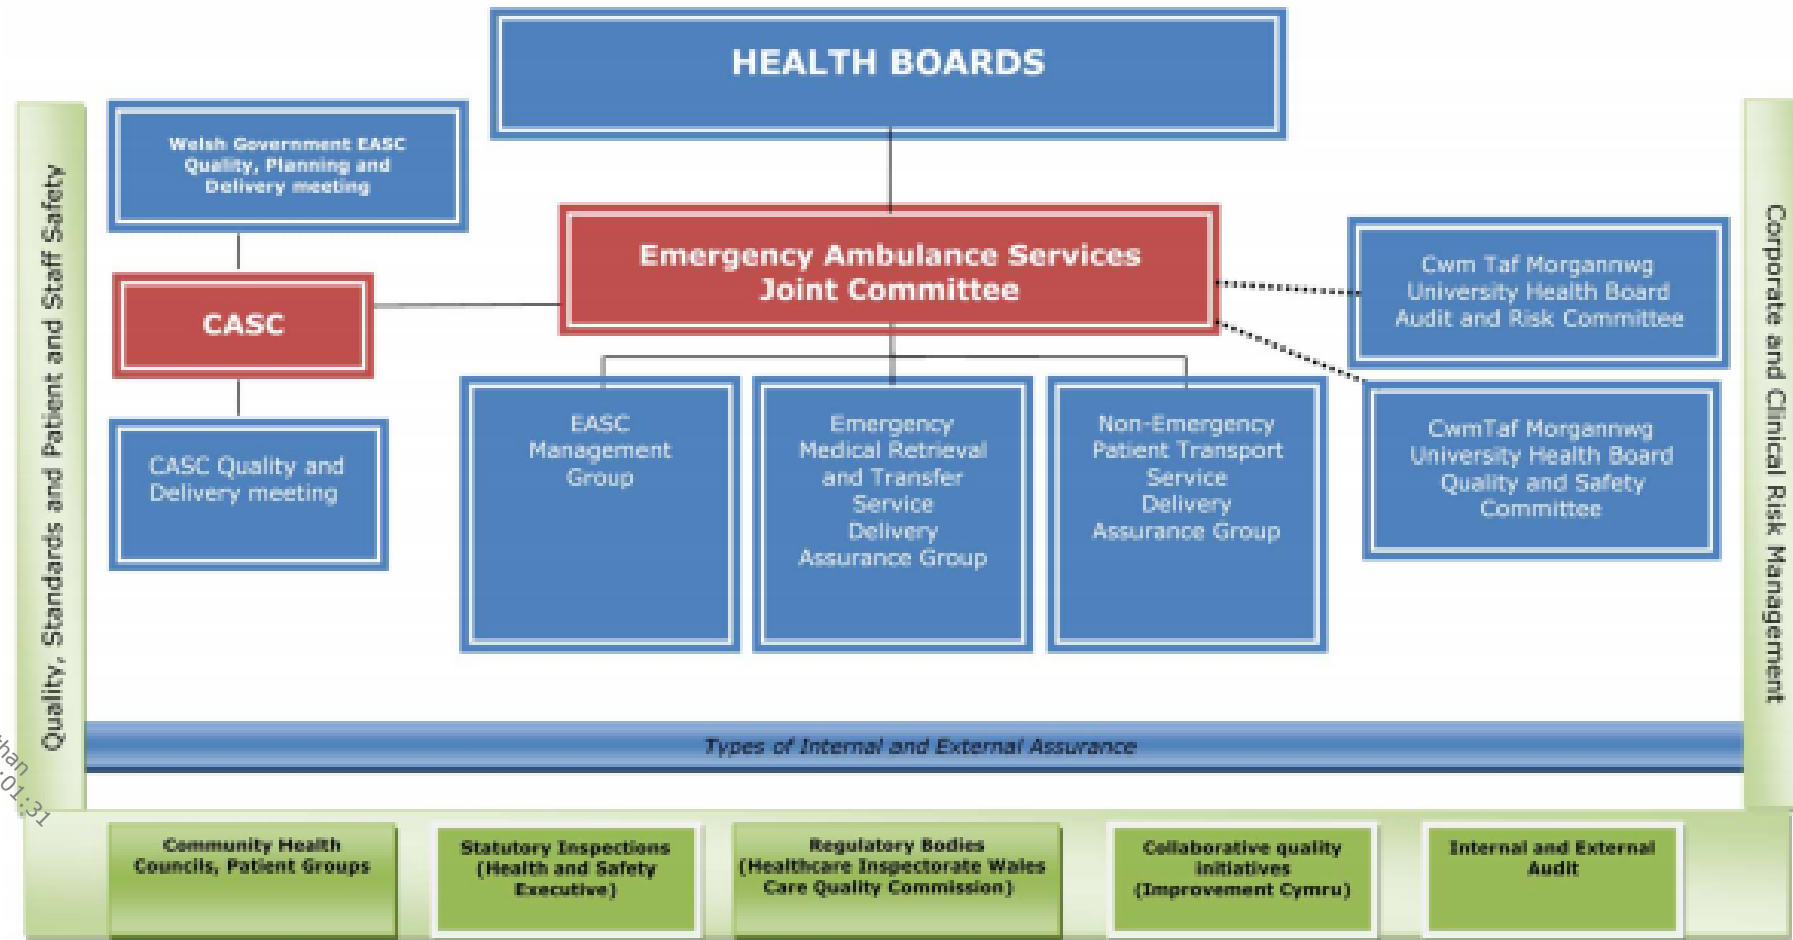 HEALTH BOARDS
Welsh Government EASC
Quality, Planning and
Delivery meeting
Quality, Standards and Patient and Staff Safety
Emergency Ambulance Services
Joint Committee
CASC
Cwm Taf Morgannwg
University Health Board
Audit and Risk Committee
Corporate and Clinical Risk Management
CASC Quality and
Delivery meeting
EASC
Management
Group
Emergency
Medical Retrieval
and Transfer
Service
Delivery
Assurance Group
Non-Emergency
Patient Transport
Service
Delivery
Assurance Group
CwmTaf Morgannwg
University Health Board
Quality and Safety
Committee
Types of Internal and External Assurance
Community Health
Councils, Patient Groups
Statutory Inspections
(Health and Safety
Executive)
Regulatory Bodies
(Healthcare Inspectorate Wales
Care Quality Commission)
Collaborative quality
initiatives
(Improvement Cymru)
Internal and External
Audit
:01:31